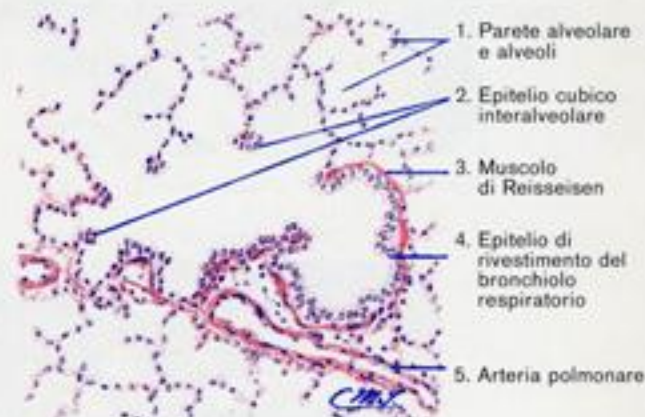 1. Parete alveolare
e alveoli
2. Epitelio cubico
interalveolare
3. Muscolo
di Reisseisen
4. Epitelio di
rivestimento del
bronchiolo
respiratorio
5. Arteria polmonare